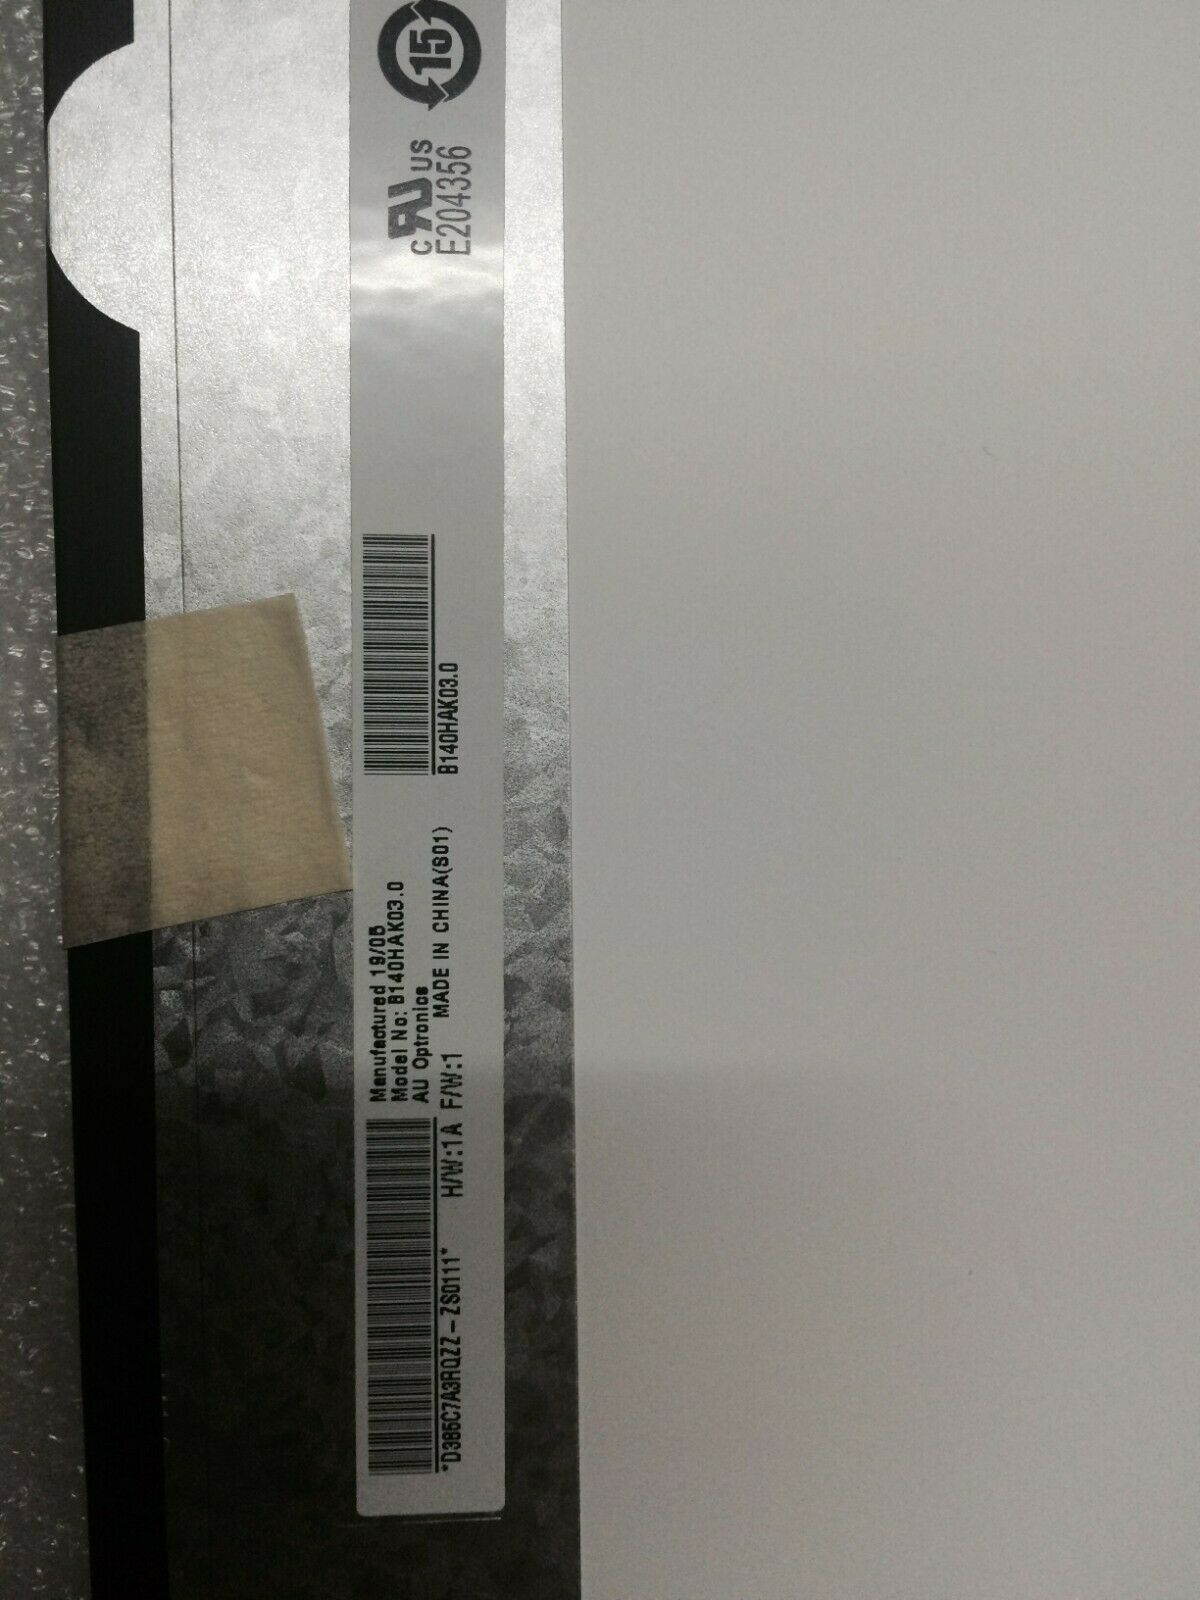 *D385C7A3RQZZ-ZS0111*
Manufactured 19/05
Model No: B140HAK03.0
AU Optronics
H/W:1A F/W:1 MADE IN CHINA(S01)
B140HAK03.0
c RU US
E204356
15